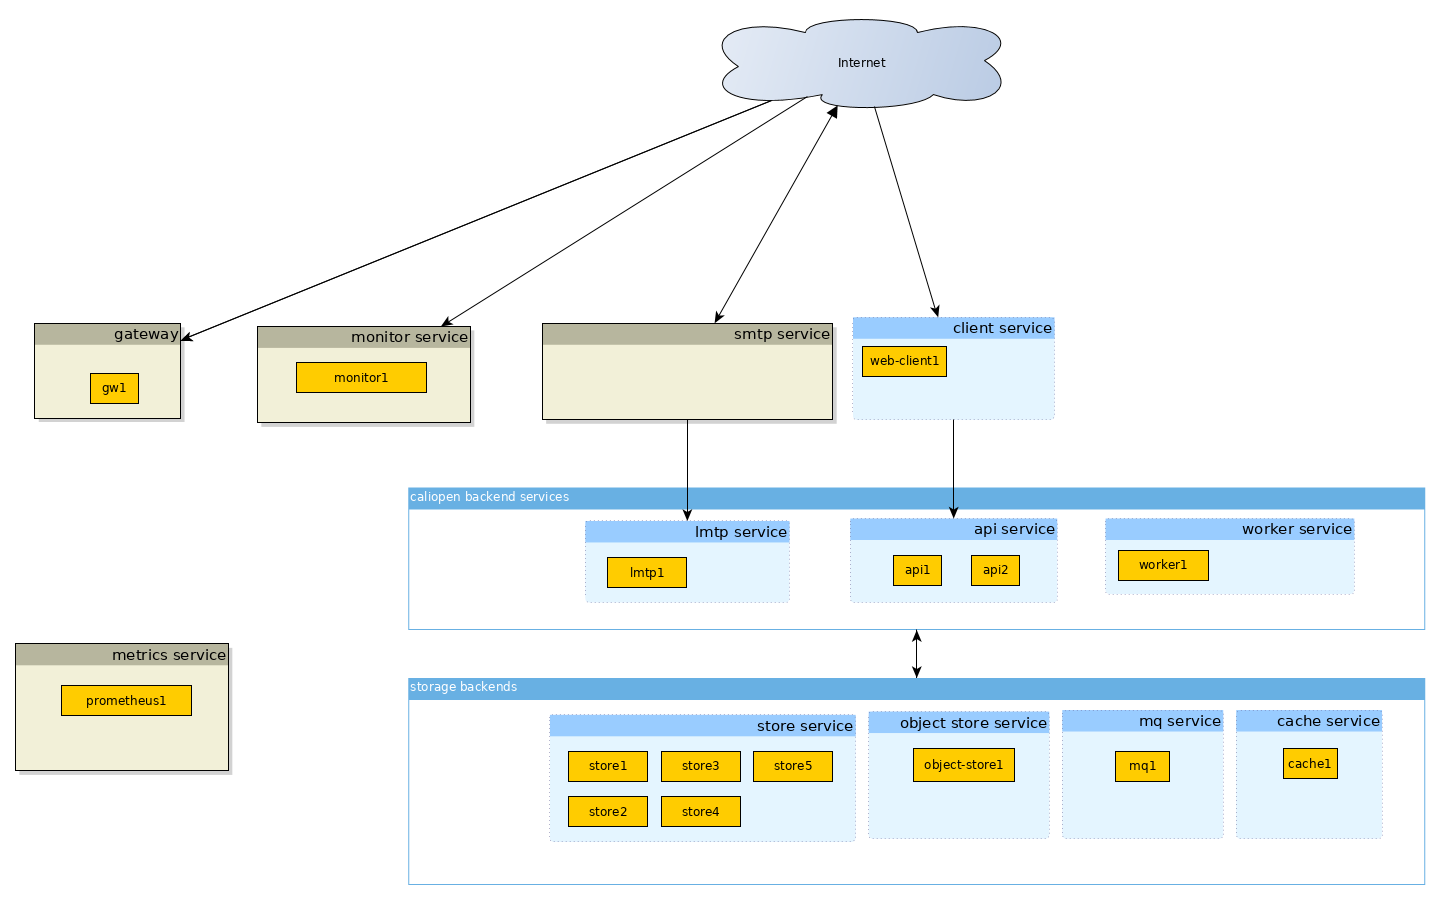 Internet
gateway
gw1
monitor service
monitor1
smtp service
client service
web-client1
caliopen backend services
lmtp service
lmtp1
api service
api1
api2
worker service
worker1
metrics service
prometheus1
storage backends
store service
store1
store3
store5
store2
store4
object store service
object-store1
mq service
mq1
cache service
cache1